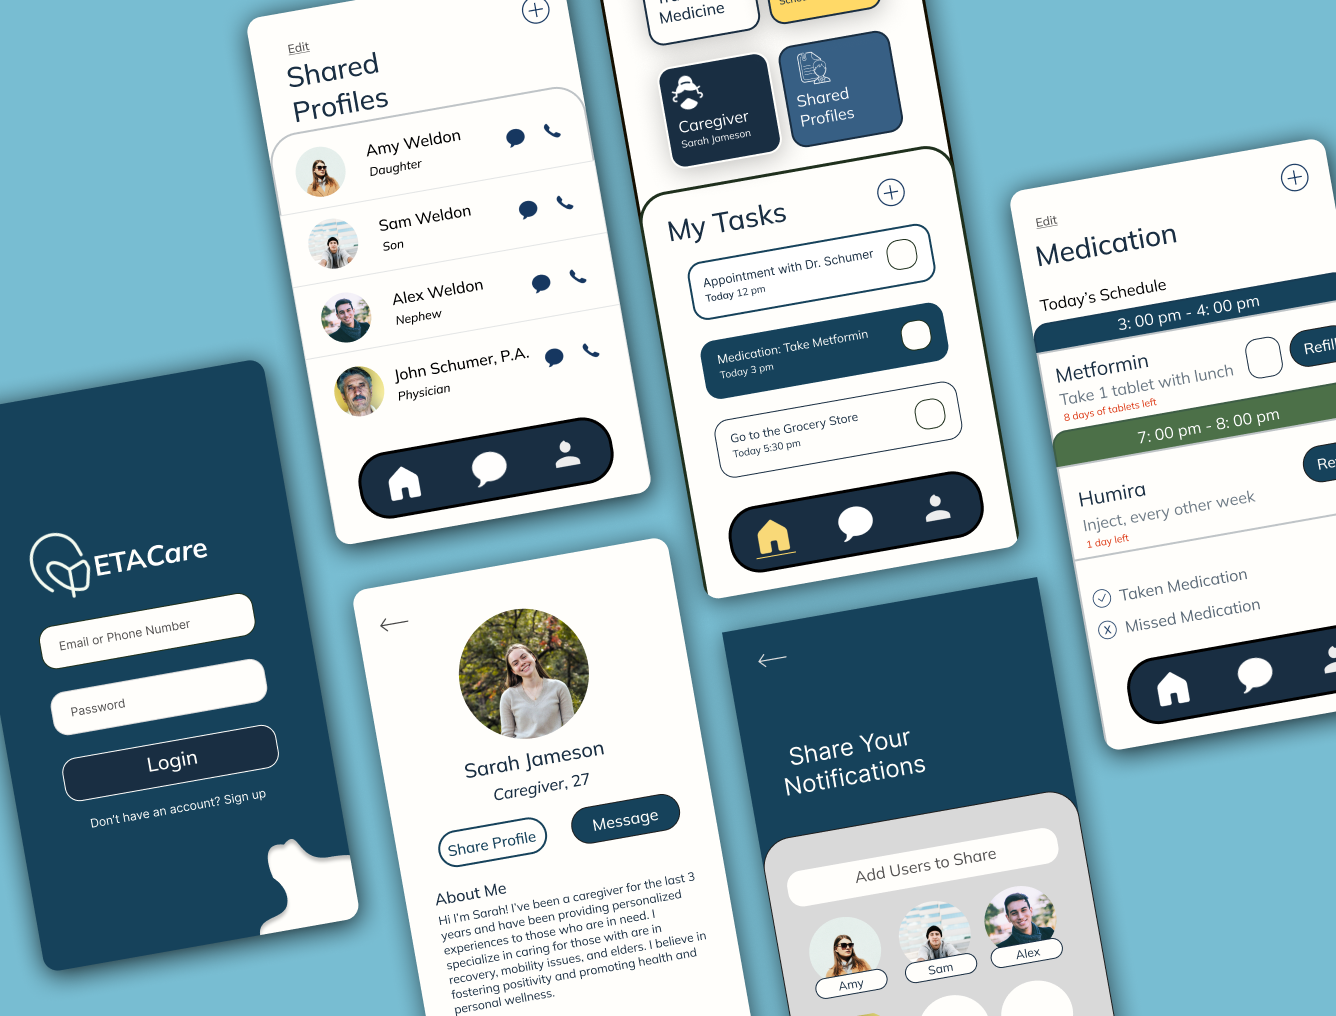 Edit
Shared
Profiles
Amy Weldon
Daughter
Sam Weldon
Son
Alex Weldon
Nephew
John Schumer, P.A.
Physician
Medicine
Caregiver
Sarah Jameson
Shared
Profiles
My Tasks
Appointment with Dr. Schumer
Today 12 pm
Medication: Take Metformin
Today 3 pm
Go to the Grocery Store
Today 5:30 pm
Edit
Medication
Today's Schedule
3: 00 pm - 4: 00 pm
Metformin
Refill
Take 1 tablet with lunch
8 days of tablets left
7: 00 pm - 8: 00 pm
Humira
Inject, every other week
1 day left
Taken Medication
X Missed Medication
ETACare
Email or Phone Number
Password
Login
Don't have an account? Sign up
Sarah Jameson
Caregiver, 27
Share Profile
Message
About Me
Hi I'm Sarah! I've been a caregiver for the last 3
years and have been providing personalized
experiences to those who are in need. I
specialize in caring for those with are in
recovery, mobility issues, and elders. I believe in
fostering positivity and promoting health and
personal wellness.
Share Your
Notifications
Add Users to Share
Amy
Sam
Alex